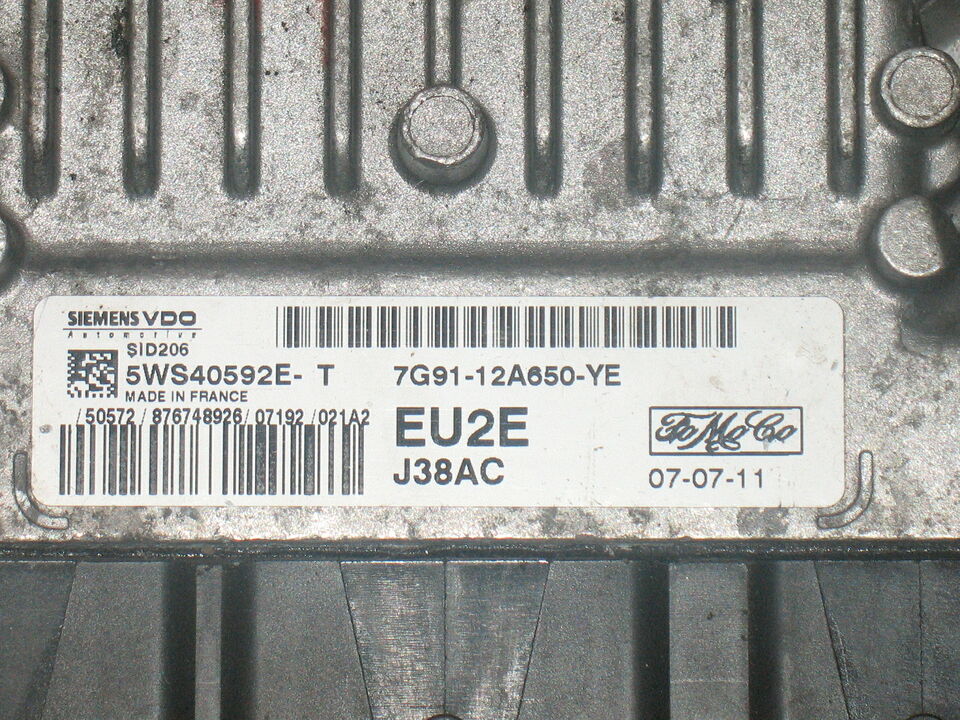 SIEMENS VDO
Automotive
SID206
5WS40592E- T
7G91-12A650-YE
MADE IN FRANCE
/50572/876748926/07192/021A2
EU2E
FoMoCo
J38AC
07-07-11